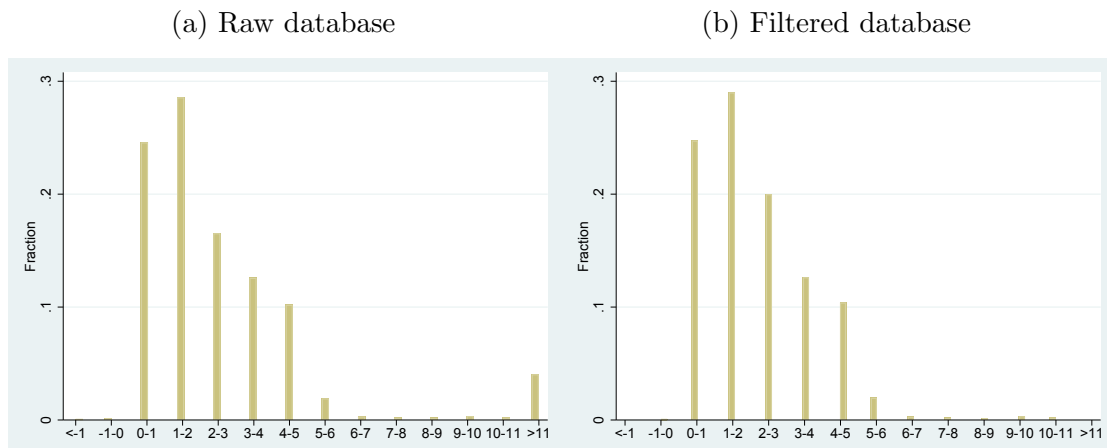 (a) Raw database
(b) Filtered database
Fraction
0
.1
.2
.3
<-1 -1-0 0-1 1-2 2-3 3-4 4-5 5-6 6-7 7-8 8-9 9-10 10-11 >11
Fraction
0
.1
.2
.3
<-1 -1-0 0-1 1-2 2-3 3-4 4-5 5-6 6-7 7-8 8-9 9-10 10-11 >11